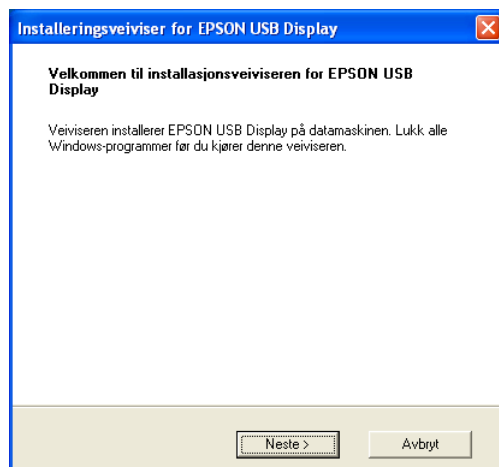 Installeringsveiviser for EPSON USB Display
Velkommen til installasjonsveiviseren for EPSON USB
Display
Veiviseren installerer EPSON USB Display på datamaskinen. Lukk alle
Windows-programmer før du kjører denne veiviseren.
Neste >
Avbryt